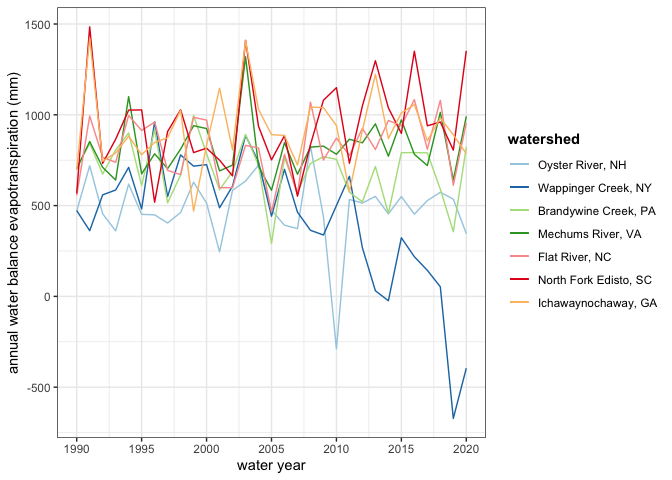 1500
1000
500
0
-500
annual water balance evapotranspiration (mm)
1990
1995
2000
2005
2010
2015
2020
water year
watershed
Oyster River, NH
Wappinger Creek, NY
Brandywine Creek, PA
Mechums River, VA
Flat River, NC
North Fork Edisto, SC
Ichawaynochaway, GA